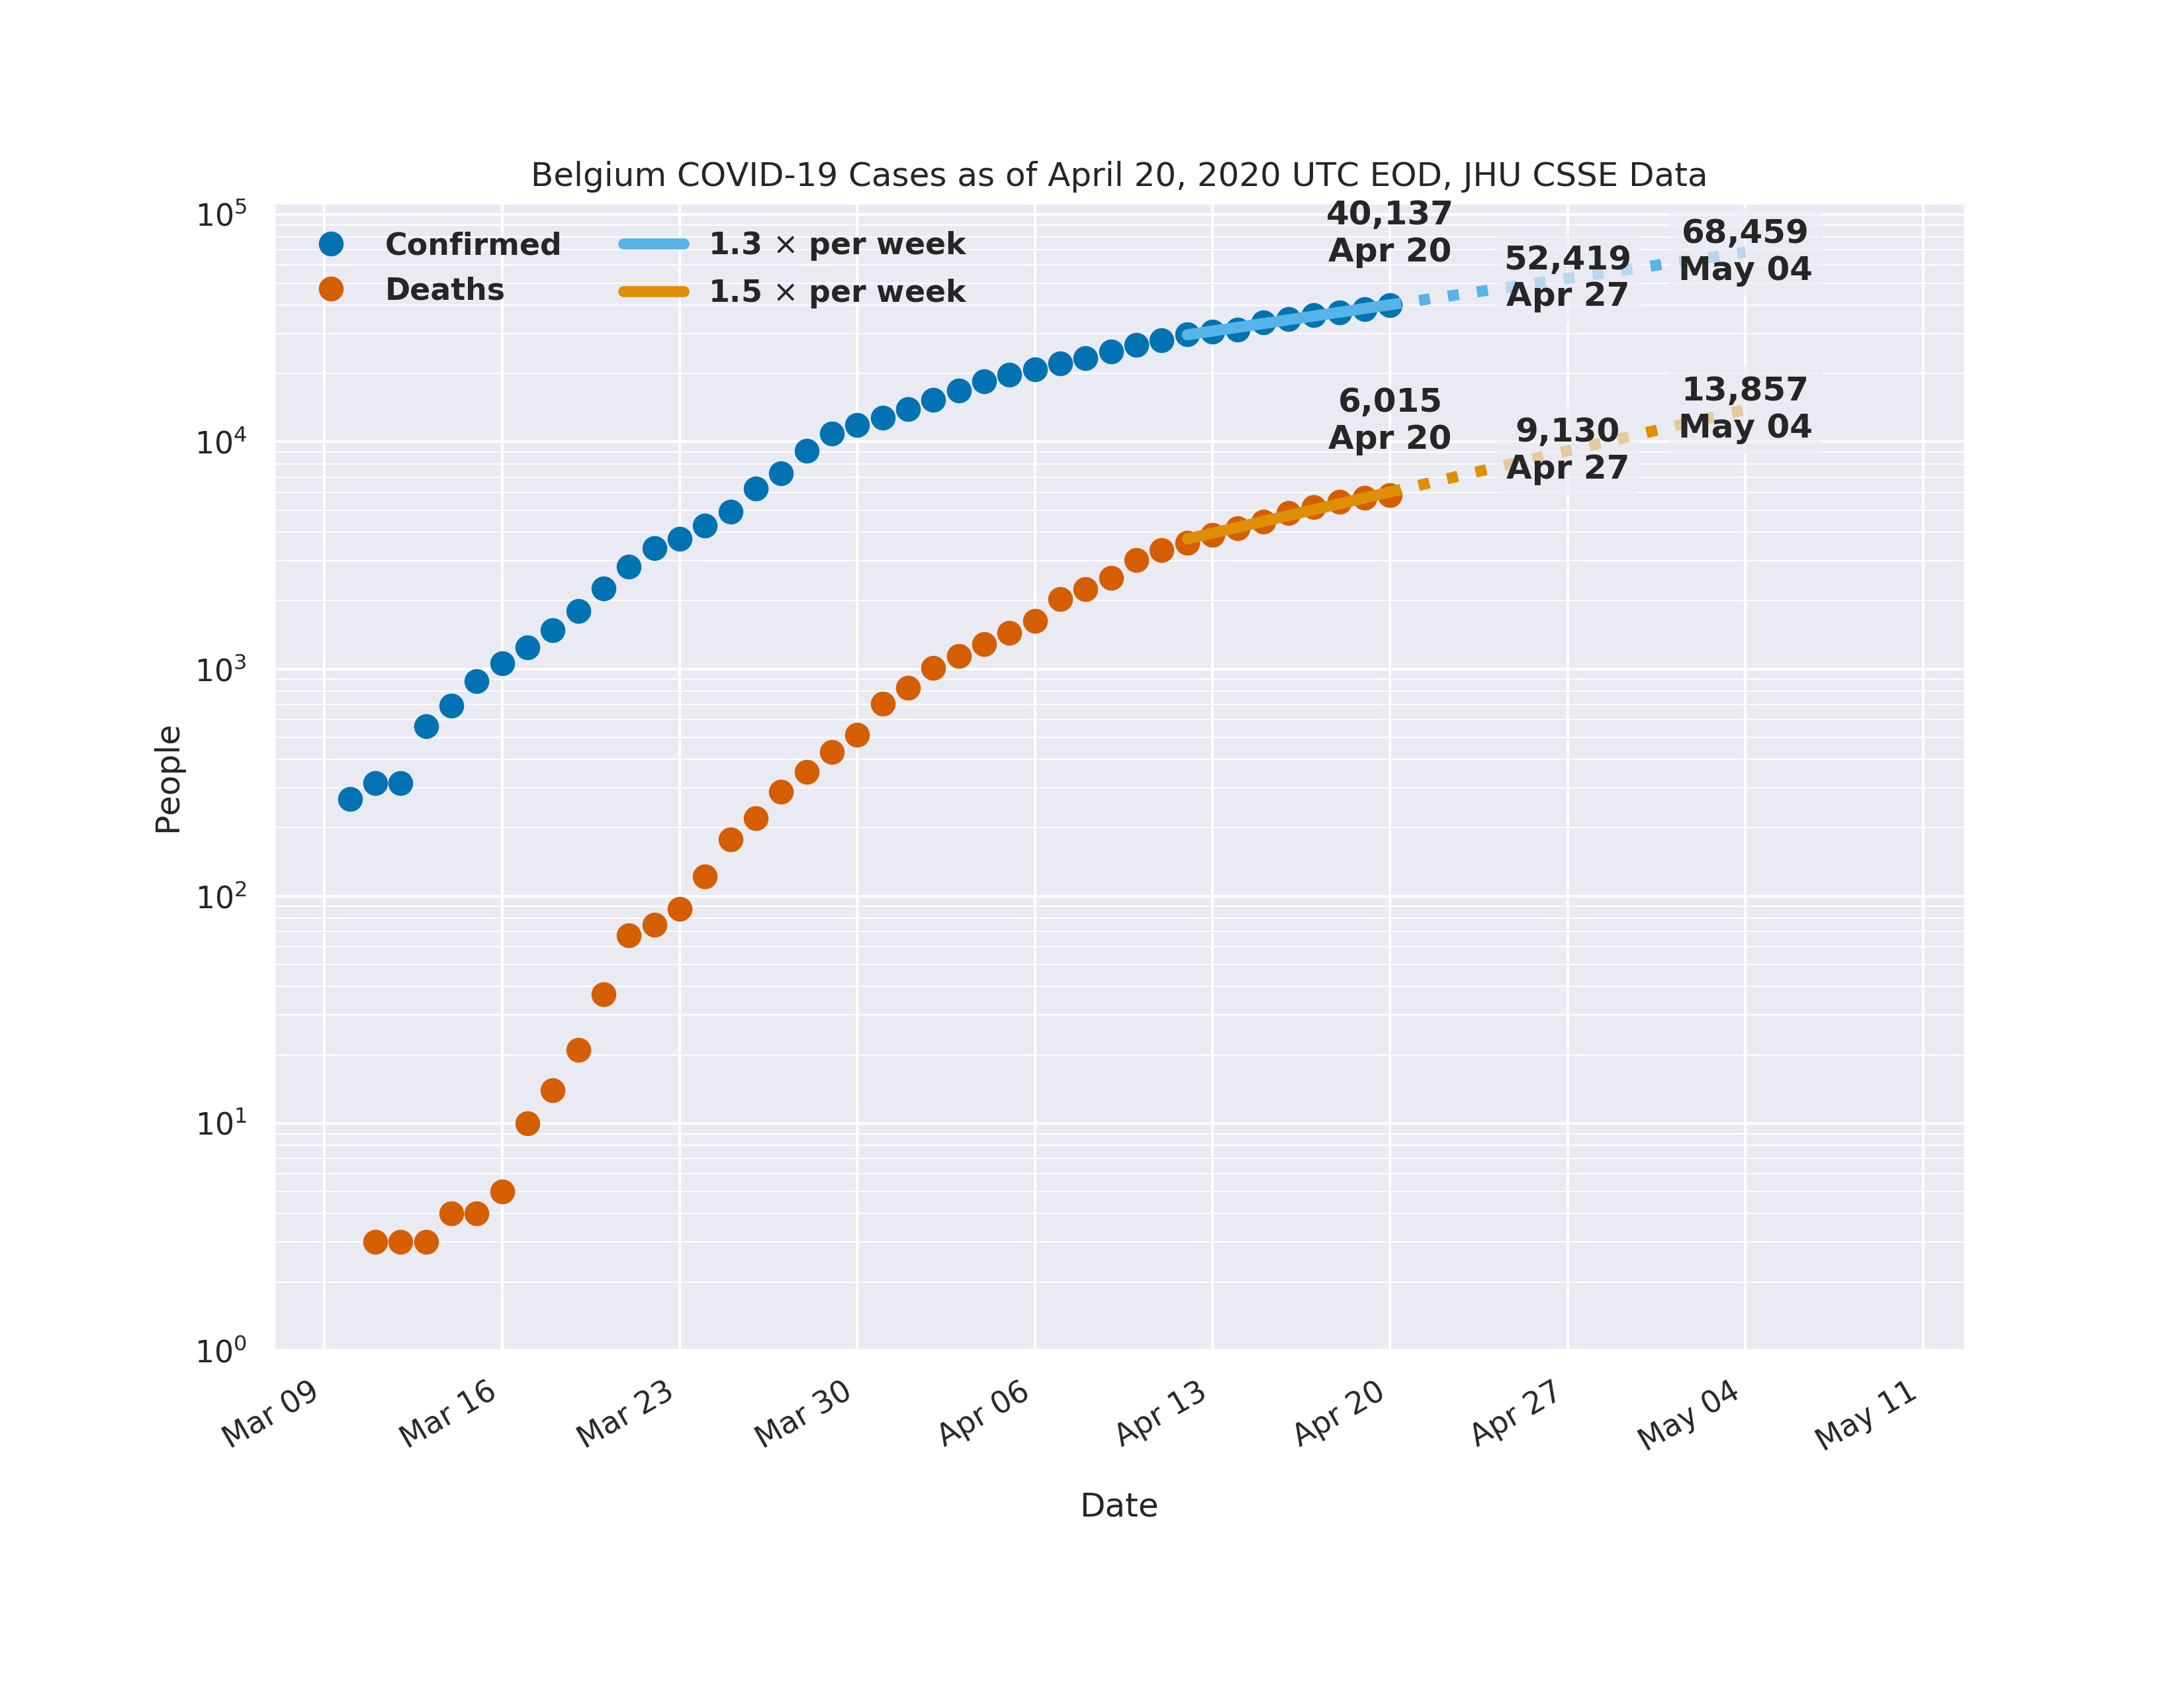 Belgium COVID-19 Cases as of April 20, 2020 UTC EOD, JHU CSSE Data
Confirmed
Deaths
1.3 × per week
1.5 × per week
40,137
Apr 20
52,419
Apr 27
68,459
May 04
6,015
Apr 20
9,130
Apr 27
13,857
May 04
People
10⁵
10⁴
10³
10²
10¹
10⁰
Mar 09
Mar 16
Mar 23
Mar 30
Apr 06
Apr 13
Apr 20
Apr 27
May 04
May 11
Date